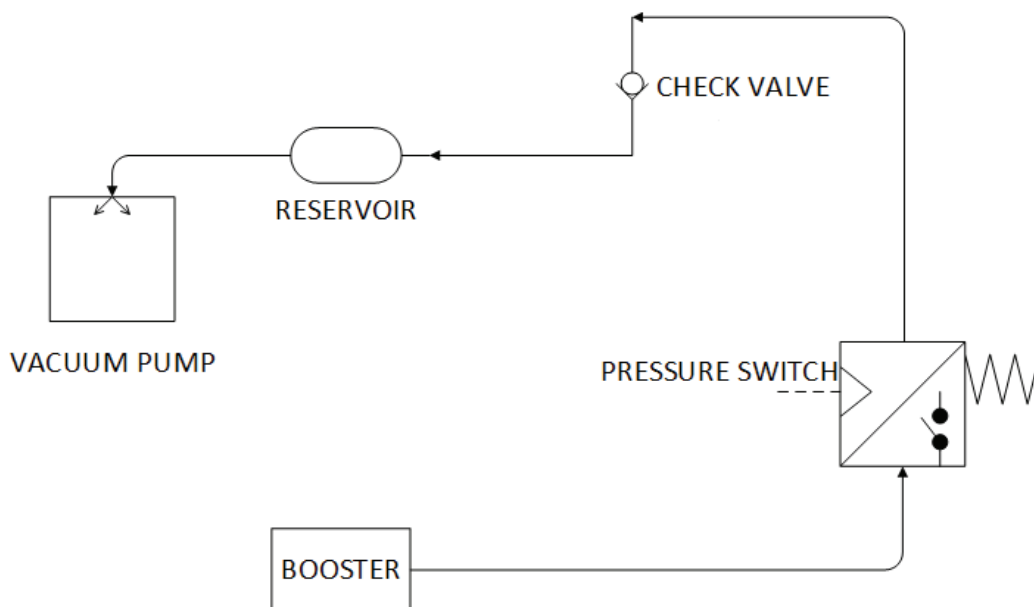 CHECK VALVE
RESERVOIR
VACUUM PUMP
PRESSURE SWITCH
BOOSTER